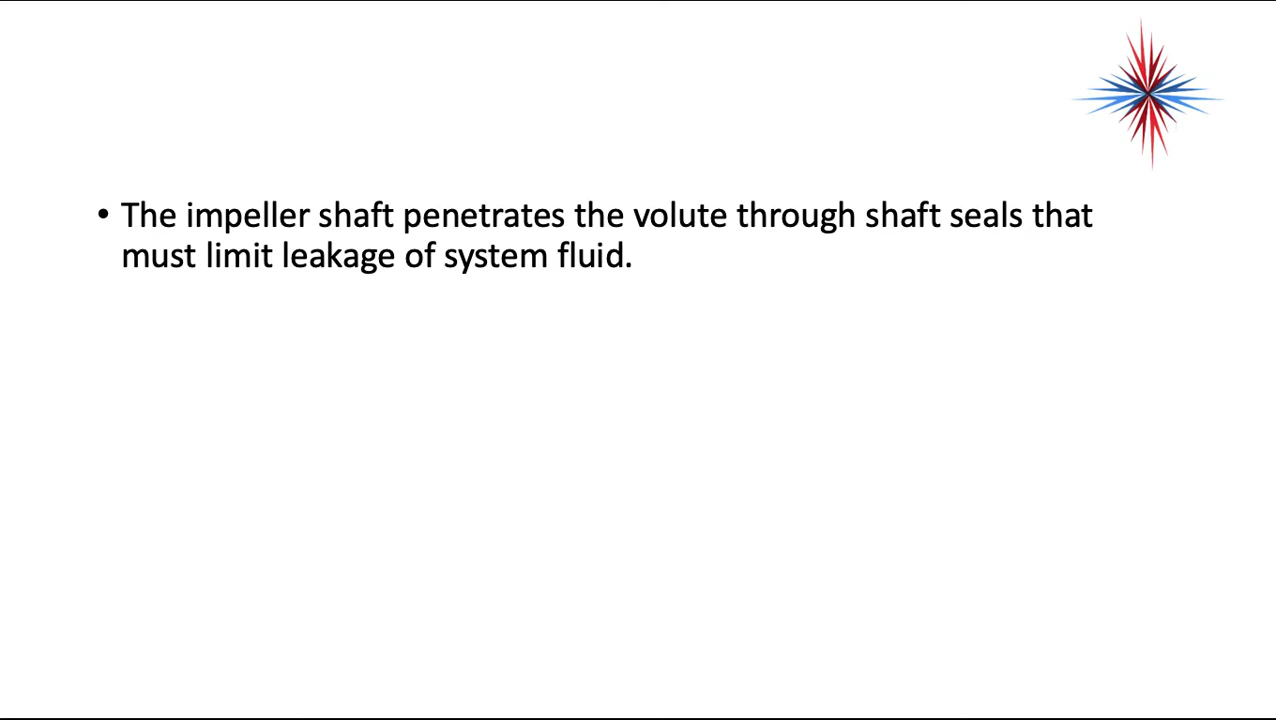 • The impeller shaft penetrates the volute through shaft seals that
must limit leakage of system fluid.